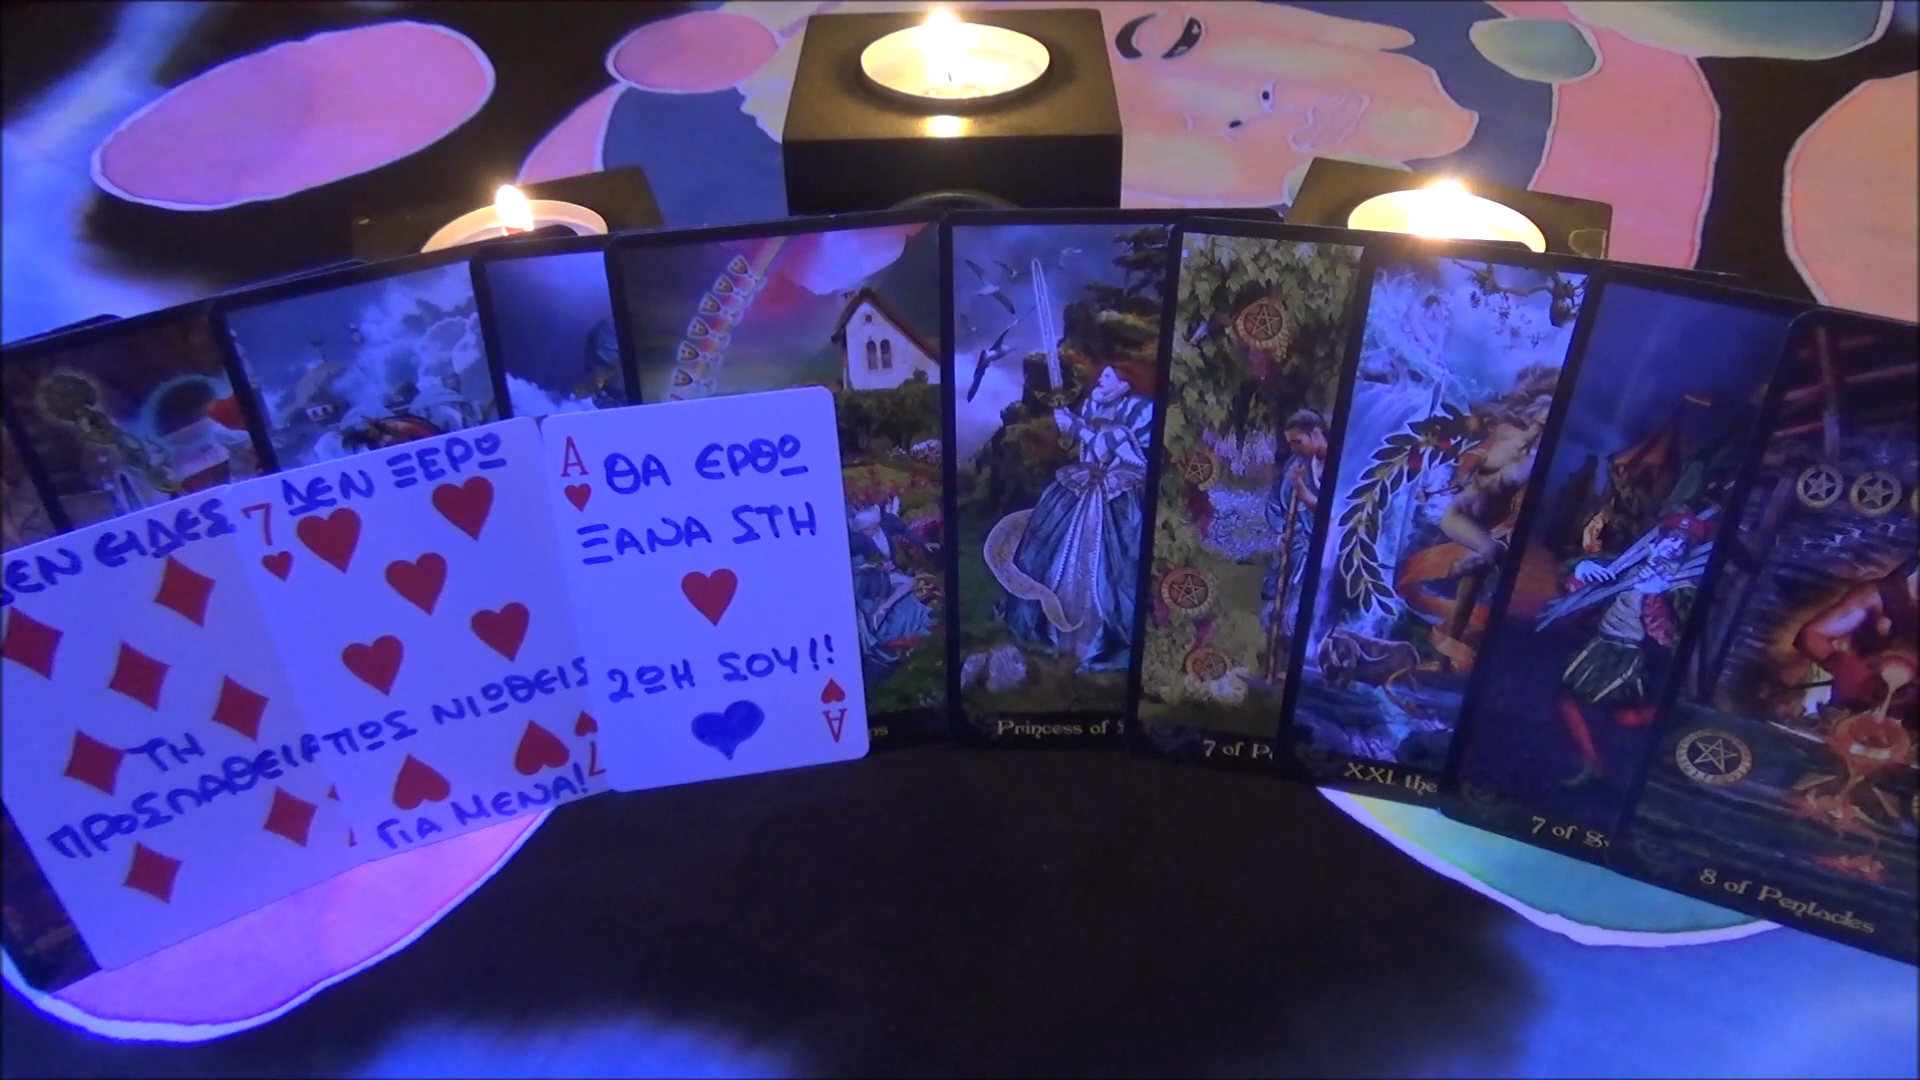 ΔΕΝ ΕΙΔΕΣ
ΤΗ
ΠΡΟΣΠΑΘΕΙΑ
7 ΔΕΝ ΞΕΡΩ
ΠΩΣ ΝΙΩΘΕΙΣ
ΓΙΑ ΜΕΝΑ!
7
A
ΘΑ ΕΡΘΩ
ΞΑΝΑ ΣΤΗ
ΖΩΗ ΣΟΥ!!
A
Princess of
7 of
XXI the
7 of
8 of Pentacles